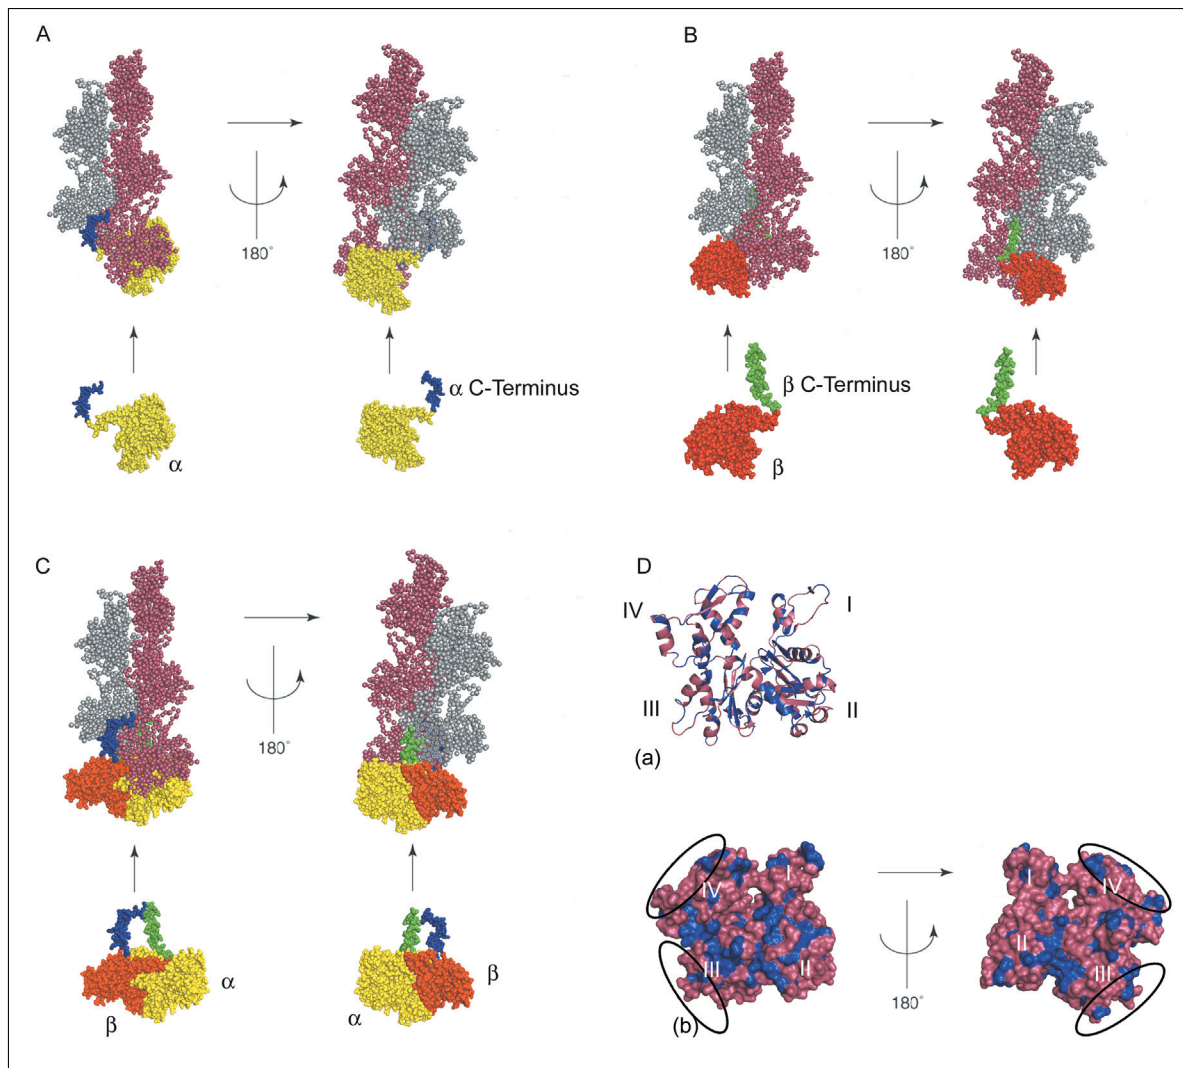 A
180°
α C-Terminus
α
B
180°
β C-Terminus
β
C
180°
α
β
α
β
D
IV
I
III
II
(a)
IV
I
III
II
I
IV
II
III
180°
(b)